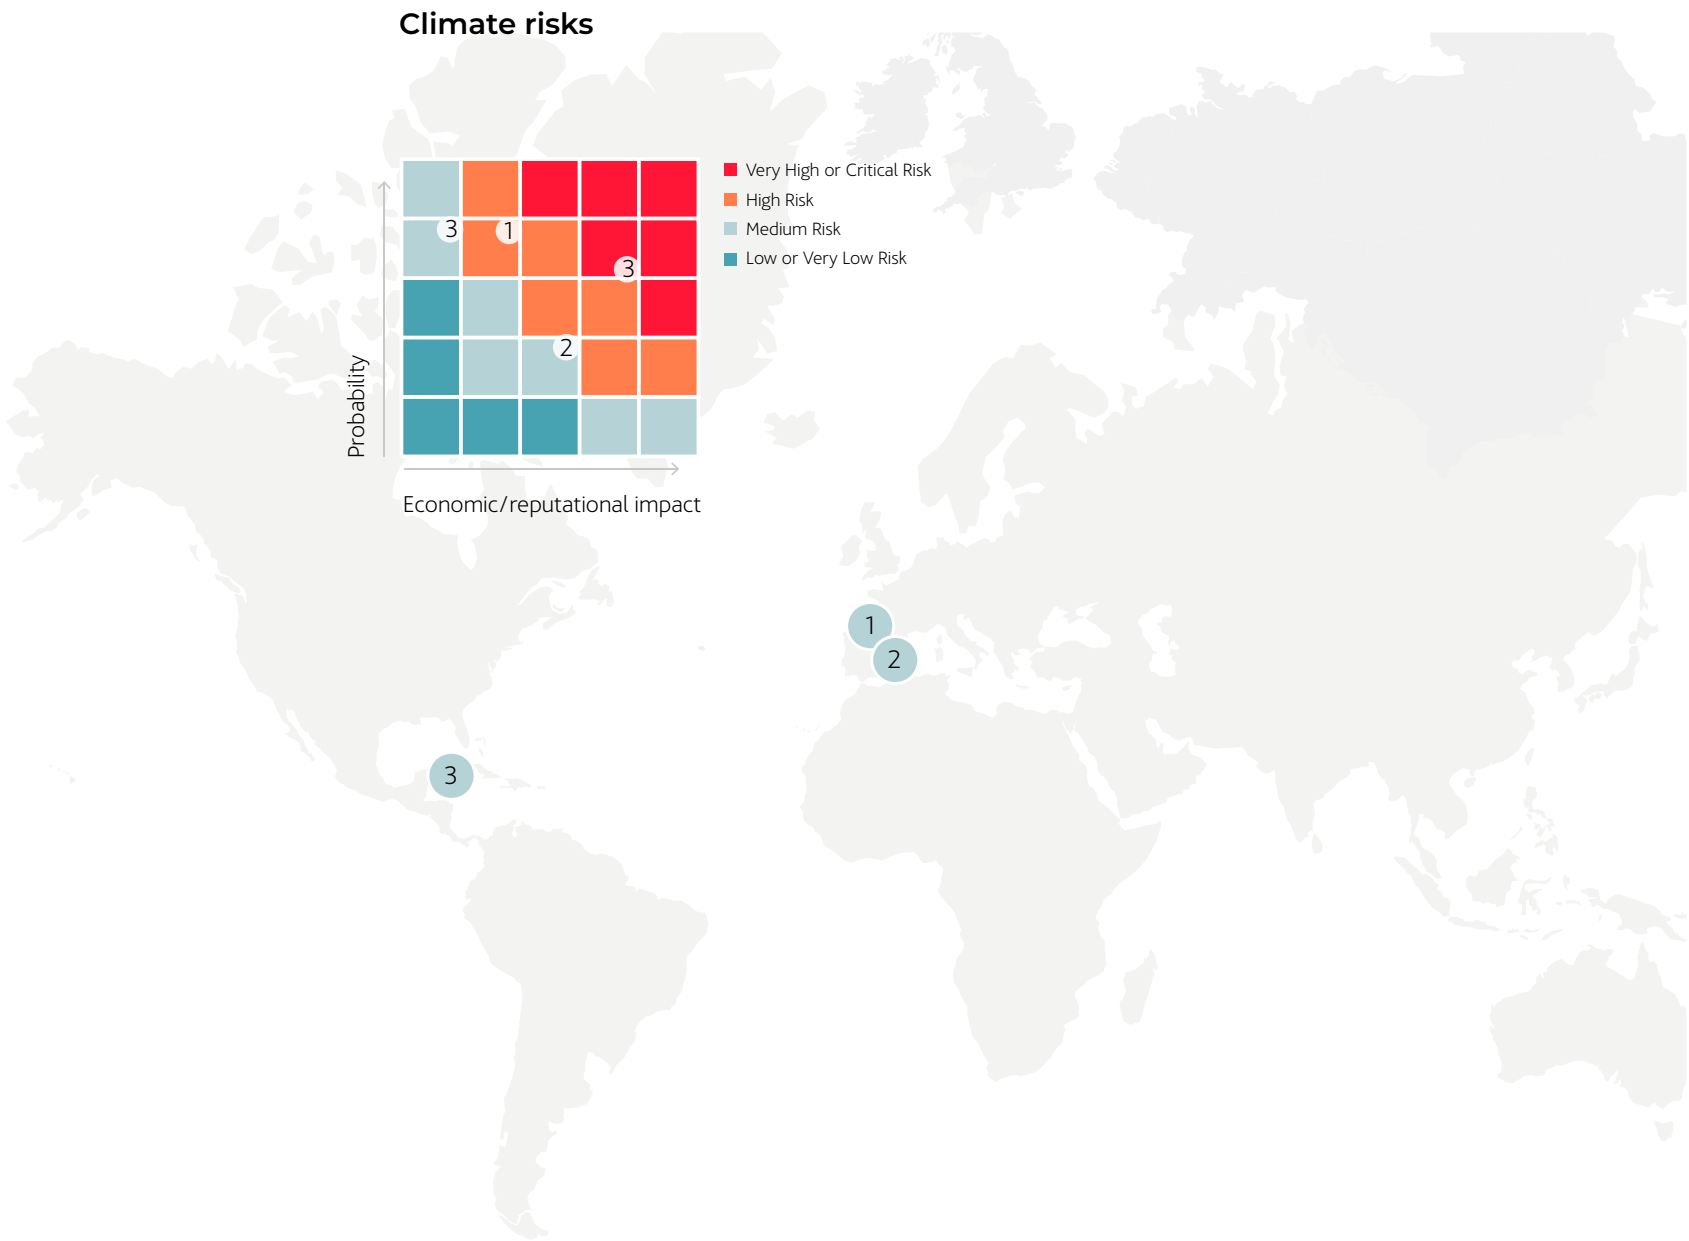 Climate risks
Very High or Critical Risk
High Risk
Medium Risk
Low or Very Low Risk
3
1
3
2
Probability
Economic/reputational impact
1
2
3